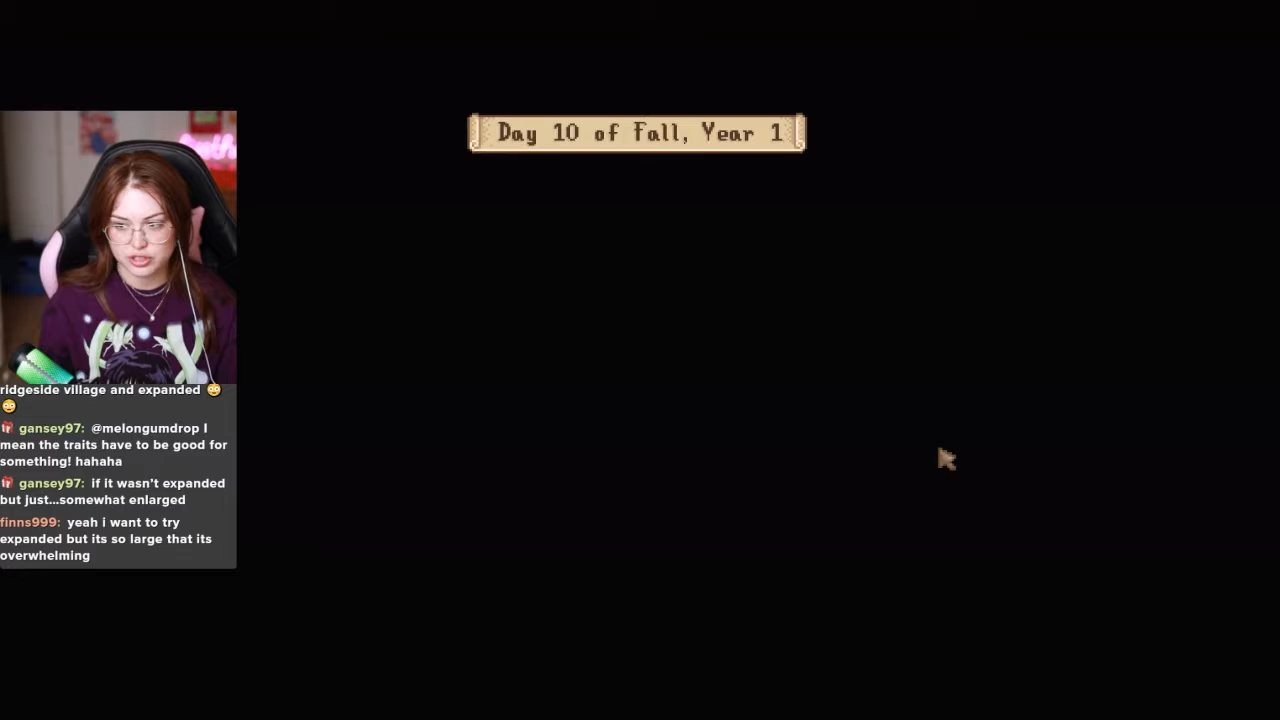 Day 10 of Fall, Year 1
ridgeside village and expanded 😳
😳
gansey97: @melongumdrop I
mean the traits have to be good for
something! hahaha
gansey97: if it wasn't expanded
but just...somewhat enlarged
finns999: yeah i want to try
expanded but its so large that its
overwhelming